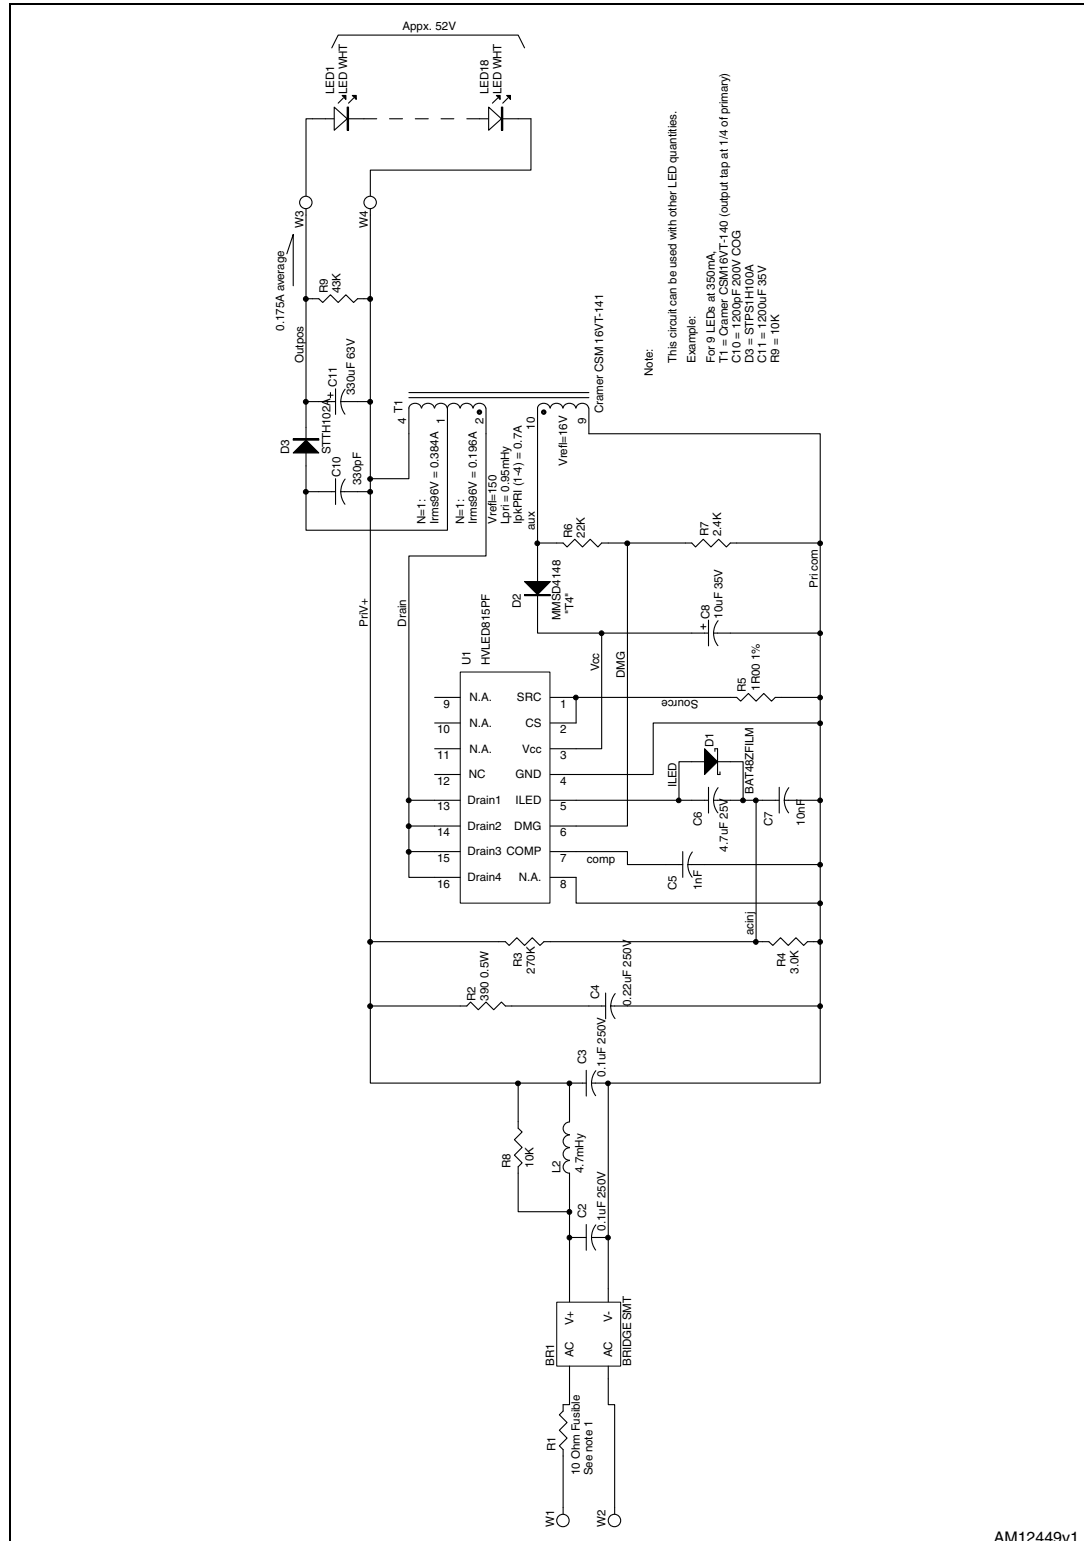 Appx. 52V
LED1
LED WHT
LED18
LED WHT
W3
W4
0.175A average
R9
43K
Outpos
D3
STTH102A
+
C11
330uF 63V
C10
330pF
T1
4
1
2
10
9
Cramer CSM 16VT-141
N=1:
Irms96V = 0.384A
N=1:
Irms96V = 0.196A
Vrefl=150
Lpri = 0.95mHy
IpkPRI (1-4) = 0.7A
aux
Vrefl=16V
Note:
This circuit can be used with other LED quantities.
Example:
For 9 LEDs at 350mA,
T1 = Cramer CSM16VT-140 (output tap at 1/4 of primary)
C10 = 1200pF 200V COG
D3 = STPS1H100A
C11 = 1200uF 35V
R9 = 10K
R6
22K
R7
2.4K
PriV+
Drain
D2
MMSD4148
"T4"
Pri com
+
C8
10uF 35V
Vcc
DMG
U1
HVLED815PF
9
N.A.
SRC
1
10
N.A.
CS
2
11
N.A.
Vcc
3
12
NC
GND
4
13
Drain1
ILED
5
14
Drain2
DMG
6
15
Drain3
COMP
7
16
Drain4
N.A.
8
Source
R5
1R00 1%
ILED
D1
BAT48ZFILM
C6
4.7uF 25V
C7
10nF
comp
C5
1nF
acinj
R3
270K
R4
3.0K
R2
390 0.5W
C4
0.22uF 250V
C3
0.1uF 250V
R8
10K
L2
4.7mHy
C2
0.1uF 250V
BR1
AC
V+
AC
V-
BRIDGE SMT
R1
10 Ohm Fusible
See note 1
W1
W2
AM12449v1